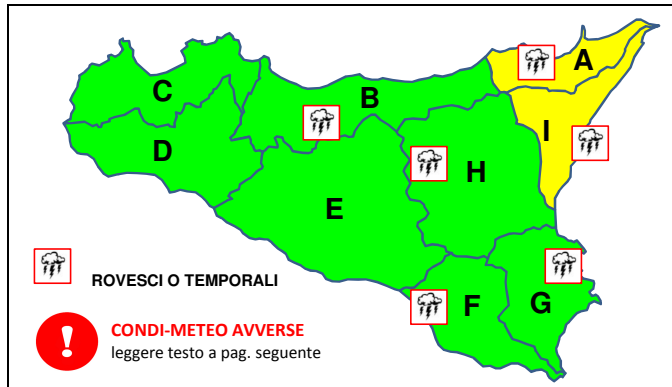 A
C
B
I
D
H
E
F
G
ROVESCI O TEMPORALI
!
CONDI-METEO AVVERSE
leggere testo a pag. seguente